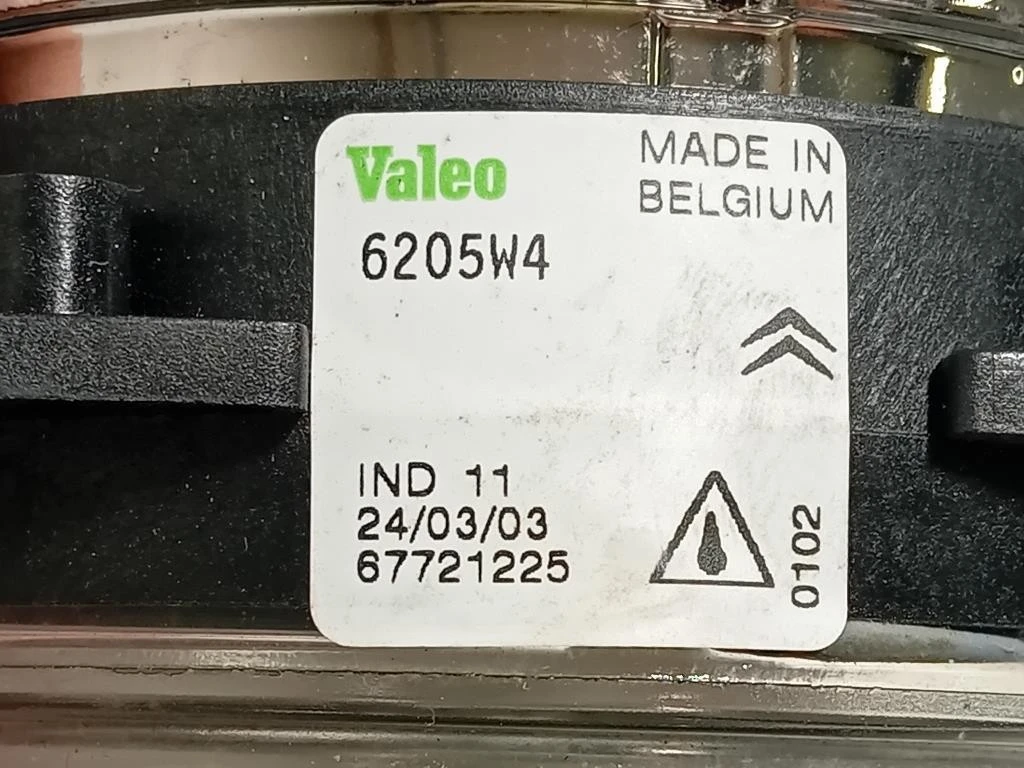 Valeo
MADE IN
BELGIUM
6205W4
IND 11
24/03/03
67721225
0102